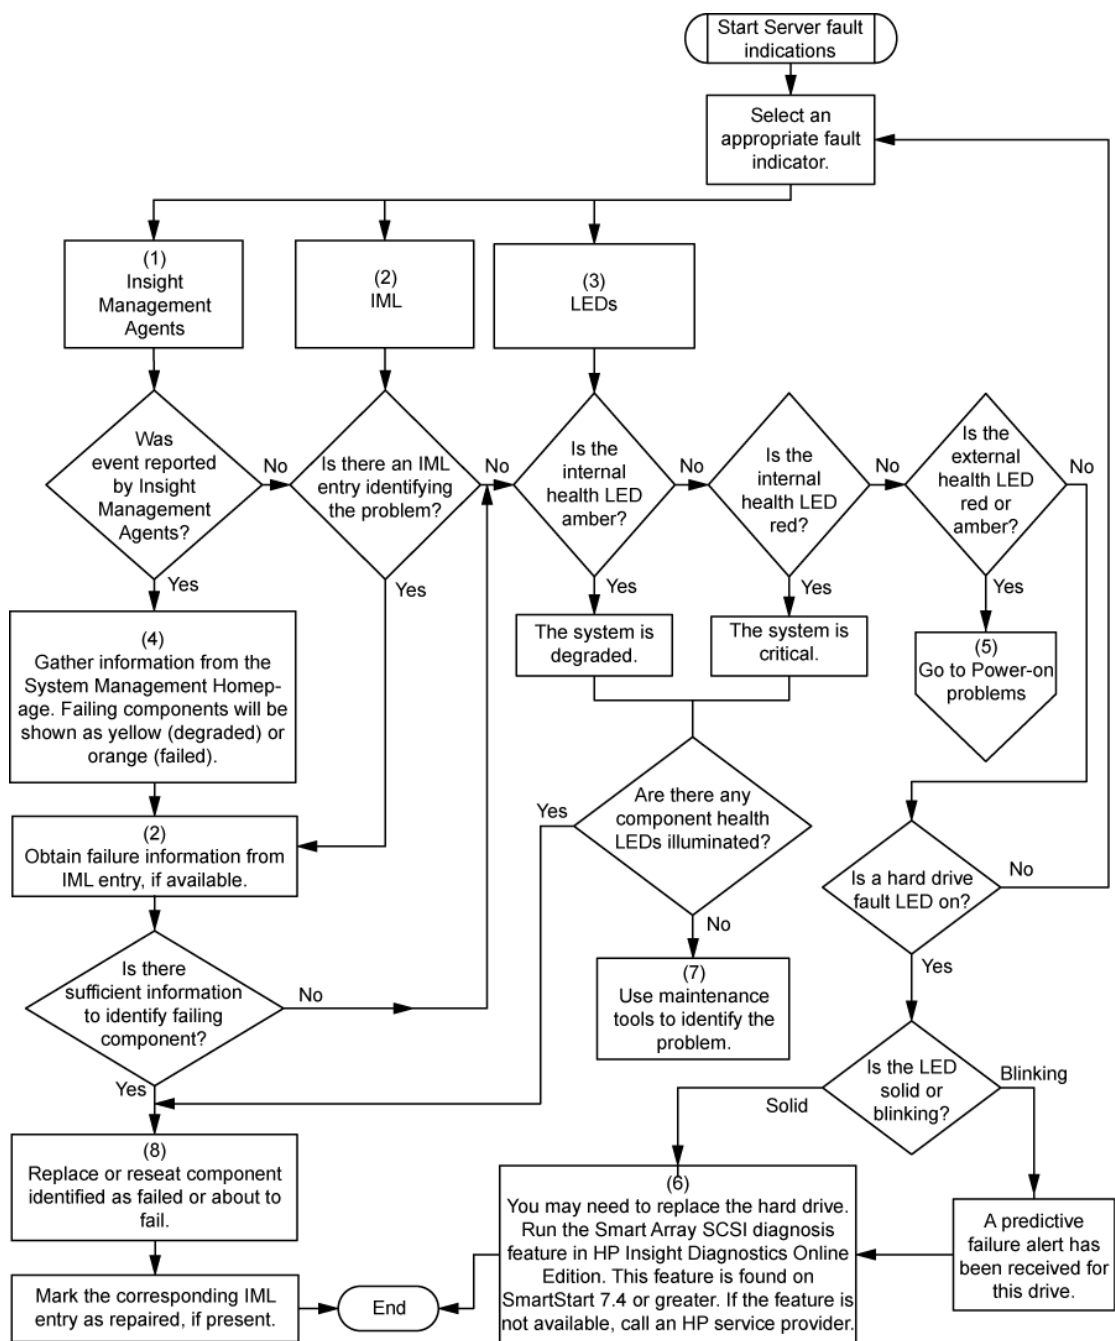 Start Server fault
indications
Select an
appropriate fault
indicator.
(1)
Insight
Management
Agents
(2)
IML
(3)
LEDs
Was
event reported
by Insight
Management
Agents?
No
Is there an IML
entry identifying
the problem?
No
Is the
internal
health LED
amber?
No
Is the
internal
health LED
red?
No
Is the
external
health LED
red or
amber?
No
Yes
Yes
Yes
Yes
Yes
(4)
Gather information from the
System Management Homep-
age. Failing components will be
shown as yellow (degraded) or
orange (failed).
The system is
degraded.
The system is
critical.
(5)
Go to Power-on
problems
(2)
Obtain failure information from
IML entry, if available.
Yes
Are there any
component health
LEDs illuminated?
No
Is a hard drive
fault LED on?
No
Yes
Is there
sufficient information
to identify failing
component?
No
Yes
(7)
Use maintenance
tools to identify the
problem.
Is the LED
solid or
blinking?
Solid
Blinking
(8)
Replace or reseat component
identified as failed or about to
fail.
Mark the corresponding IML
entry as repaired, if present.
End
(6)
You may need to replace the hard drive.
Run the Smart Array SCSI diagnosis
feature in HP Insight Diagnostics Online
Edition. This feature is found on
SmartStart 7.4 or greater. If the feature is
not available, call an HP service provider.
A predictive
failure alert has
been received for
this drive.